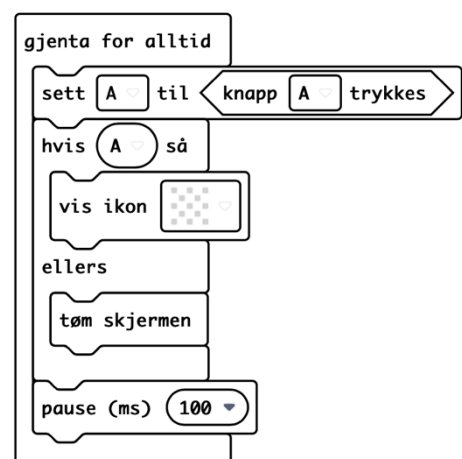 gjenta for alltid
sett A til knapp A trykkes
hvis A så
vis ikon
ellers
tøm skjermen
pause (ms) 100